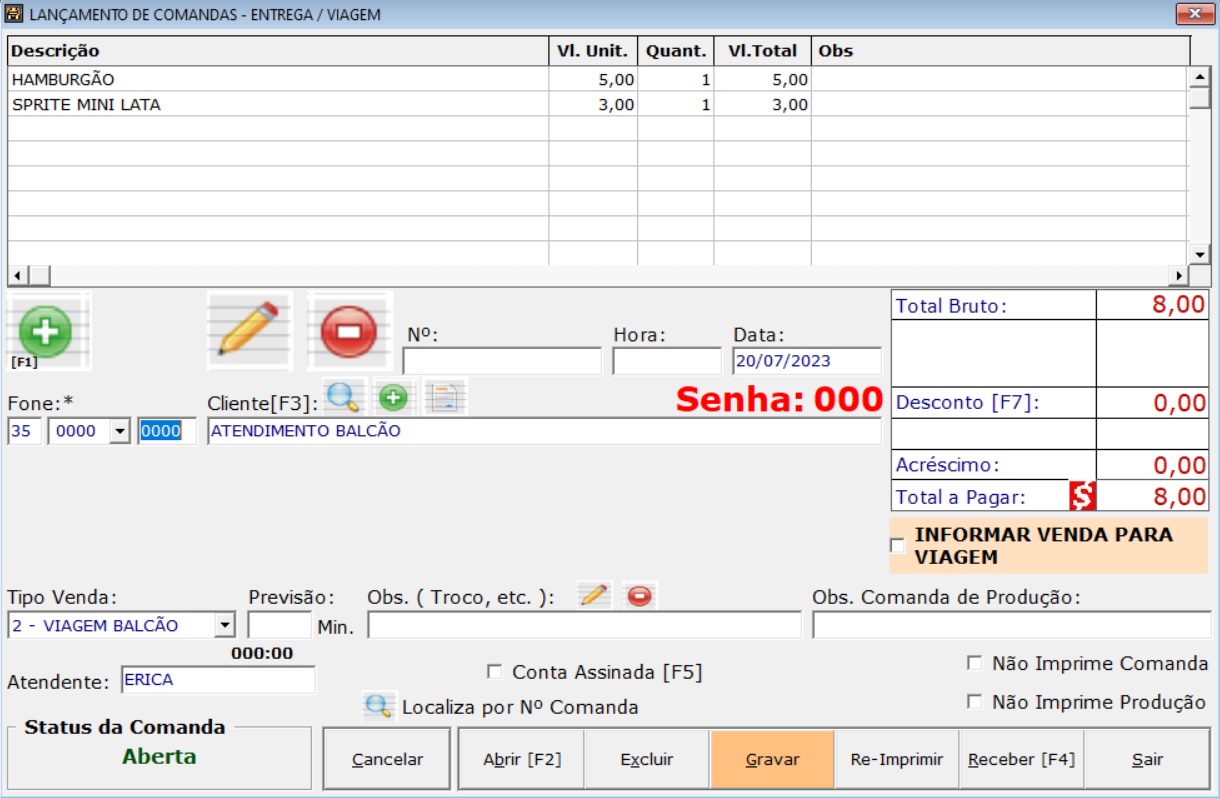 LANÇAMENTO DE COMANDAS - ENTREGA / VIAGEM
Descrição Vl. Unit. Quant. Vl.Total Obs
HAMBURGÃO 5,00 1 5,00
SPRITE MINI LATA 3,00 1 3,00
[F1]
Nº: Hora: Data:
20/07/2023
Total Bruto: 8,00
Fone:* Cliente[F3]: Senha: 000
35 0000 0000 ATENDIMENTO BALCÃO
Desconto [F7]: 0,00
Acréscimo: 0,00
Total a Pagar: $ 8,00
INFORMAR VENDA PARA
VIAGEM
Tipo Venda: Previsão: Obs. ( Troco, etc. ): Obs. Comanda de Produção:
2 - VIAGEM BALCÃO Min.
000:00
Atendente: ERICA
Conta Assinada [F5]
Não Imprime Comanda
Localiza por Nº Comanda
Não Imprime Produção
Status da Comanda
Aberta
Cancelar Abrir [F2] Excluir Gravar Re-Imprimir Receber [F4] Sair